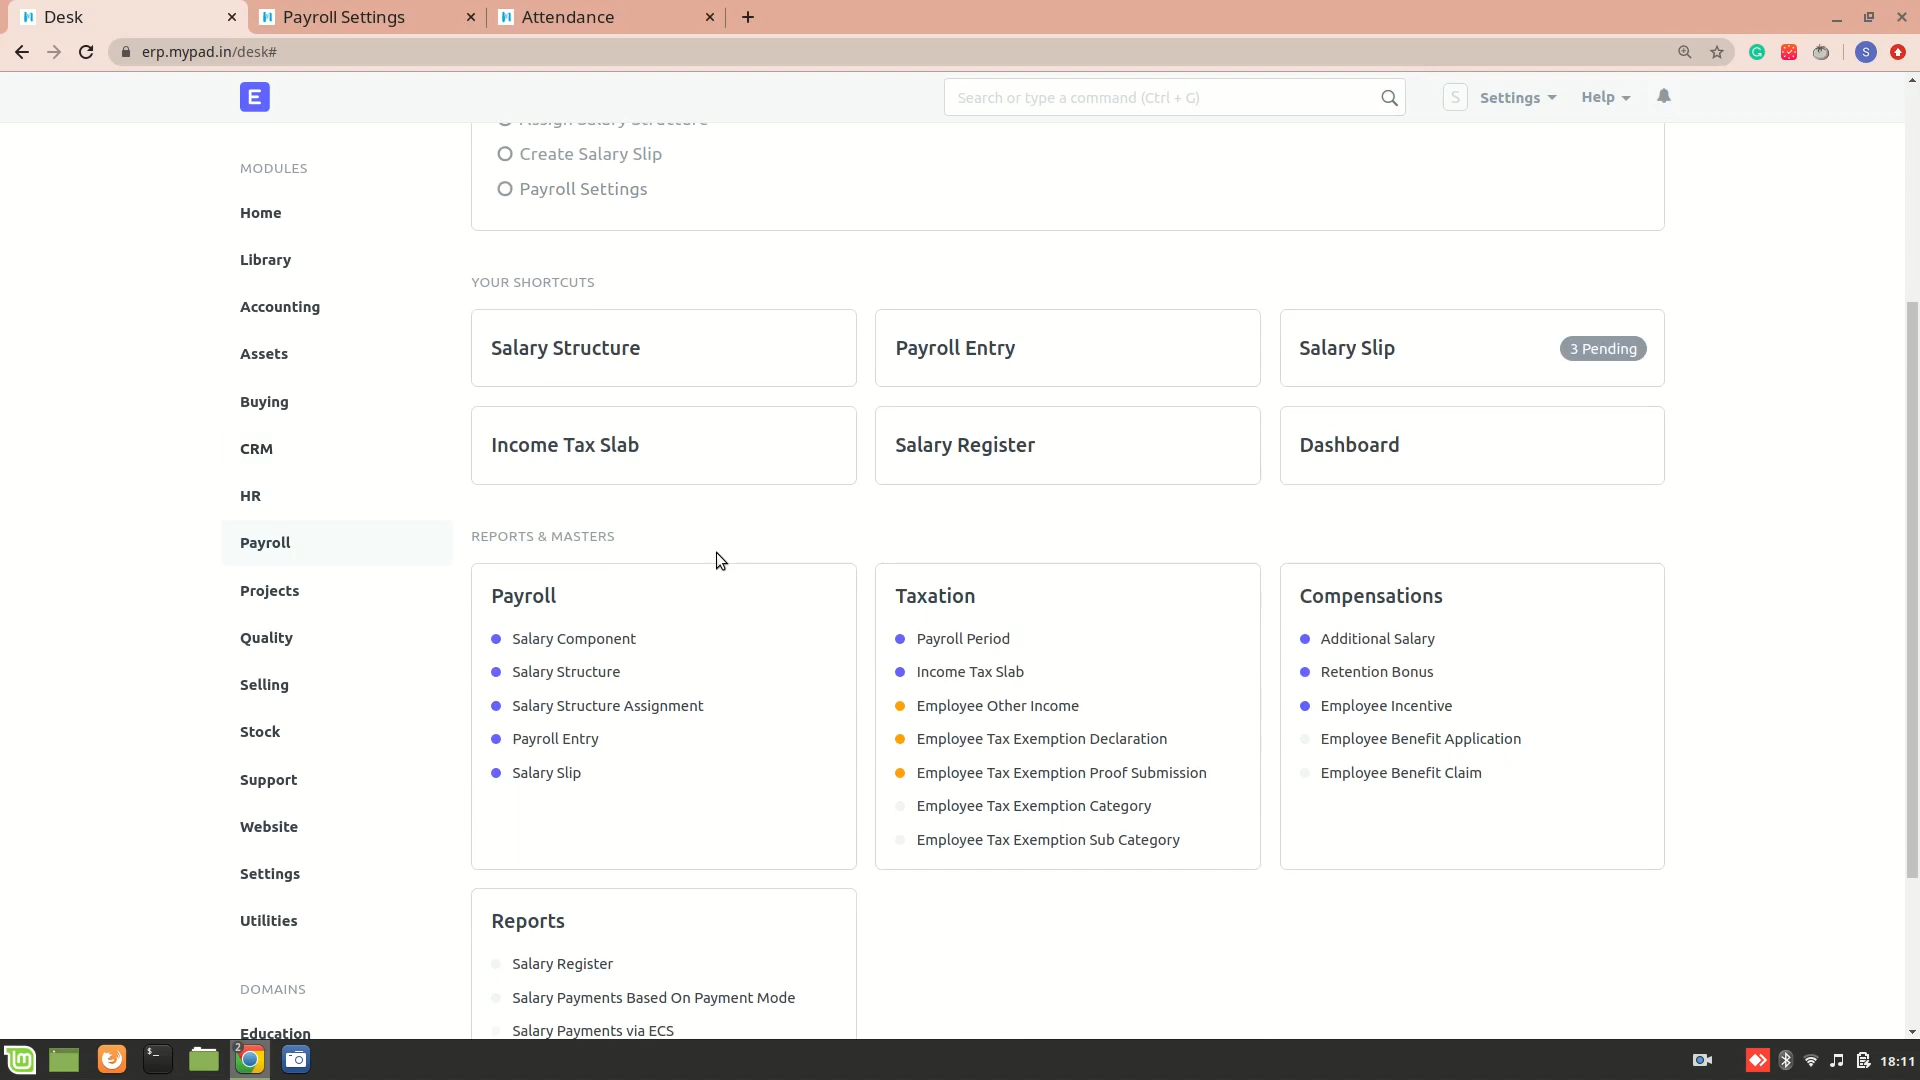 Desk
Payroll Settings
Attendance
erp.mypad.in/desk#
S
E
Search or type a command (Ctrl + G)
S
Settings
Help
MODULES
Home
Library
Accounting
Assets
Buying
CRM
HR
Payroll
Projects
Quality
Selling
Stock
Support
Website
Settings
Utilities
DOMAINS
Education
Assign Salary Structure
Create Salary Slip
Payroll Settings
YOUR SHORTCUTS
Salary Structure
Payroll Entry
Salary Slip
3 Pending
Income Tax Slab
Salary Register
Dashboard
REPORTS & MASTERS
Payroll
Salary Component
Salary Structure
Salary Structure Assignment
Payroll Entry
Salary Slip
Taxation
Payroll Period
Income Tax Slab
Employee Other Income
Employee Tax Exemption Declaration
Employee Tax Exemption Proof Submission
Employee Tax Exemption Category
Employee Tax Exemption Sub Category
Compensations
Additional Salary
Retention Bonus
Employee Incentive
Employee Benefit Application
Employee Benefit Claim
Reports
Salary Register
Salary Payments Based On Payment Mode
Salary Payments via ECS
2
18:11